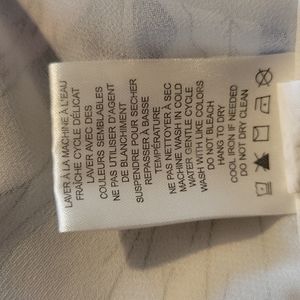 LAVER À LA MACHINE À L'EAU
FRAÎCHE CYCLE DÉLICAT
LAVER AVEC DES
COULEURS SEMBLABLES
NE PAS UTILISER D'AGENT
DE BLANCHIMENT
SUSPENDRE POUR SÉCHER
REPASSER À BASSE
TEMPÉRATURE
NE PAS NETTOYER À SEC
MACHINE WASH IN COLD
WATER GENTLE CYCLE
WASH WITH LIKE COLORS
DO NOT BLEACH
HANG TO DRY
COOL IRON IF NEEDED
DO NOT DRY CLEAN